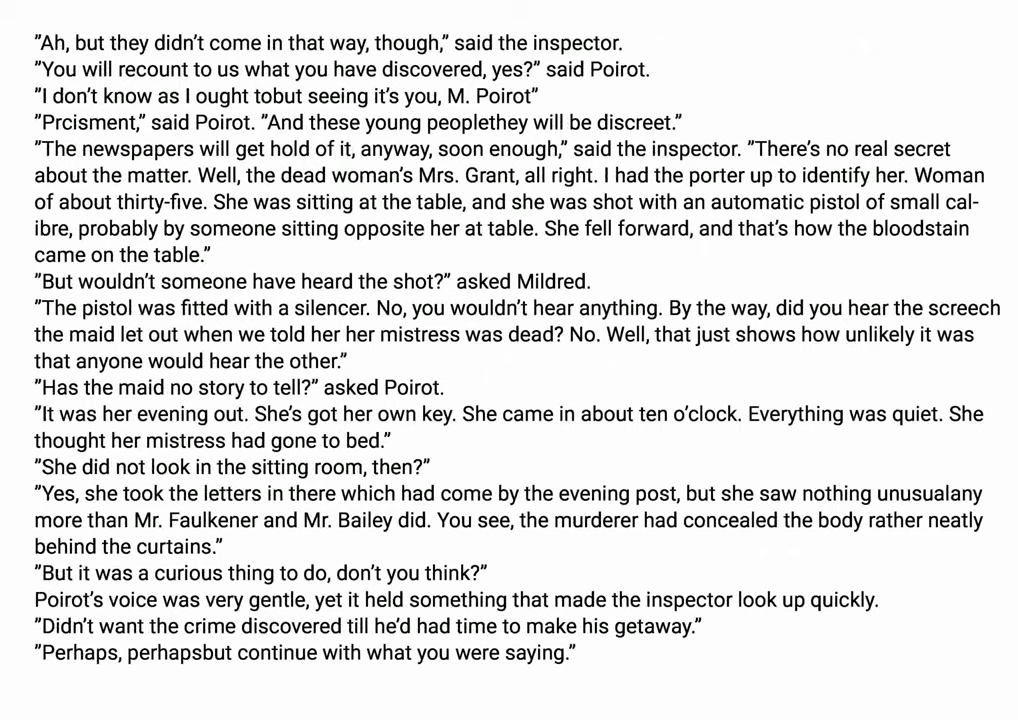 ”Ah, but they didn’t come in that way, though,” said the inspector.
”You will recount to us what you have discovered, yes?” said Poirot.
”I don’t know as I ought tobut seeing it’s you, M. Poirot”
”Prcisment,” said Poirot. ”And these young peoplethey will be discreet.”
”The newspapers will get hold of it, anyway, soon enough,” said the inspector. ”There’s no real secret
about the matter. Well, the dead woman’s Mrs. Grant, all right. I had the porter up to identify her. Woman
of about thirty-five. She was sitting at the table, and she was shot with an automatic pistol of small cal-
ibre, probably by someone sitting opposite her at table. She fell forward, and that’s how the bloodstain
came on the table.”
”But wouldn’t someone have heard the shot?” asked Mildred.
”The pistol was fitted with a silencer. No, you wouldn’t hear anything. By the way, did you hear the screech
the maid let out when we told her her mistress was dead? No. Well, that just shows how unlikely it was
that anyone would hear the other.”
”Has the maid no story to tell?” asked Poirot.
”It was her evening out. She’s got her own key. She came in about ten o’clock. Everything was quiet. She
thought her mistress had gone to bed.”
”She did not look in the sitting room, then?”
”Yes, she took the letters in there which had come by the evening post, but she saw nothing unusualany
more than Mr. Faulkener and Mr. Bailey did. You see, the murderer had concealed the body rather neatly
behind the curtains.”
”But it was a curious thing to do, don’t you think?”
Poirot’s voice was very gentle, yet it held something that made the inspector look up quickly.
”Didn’t want the crime discovered till he’d had time to make his getaway.”
”Perhaps, perhapsbut continue with what you were saying.”